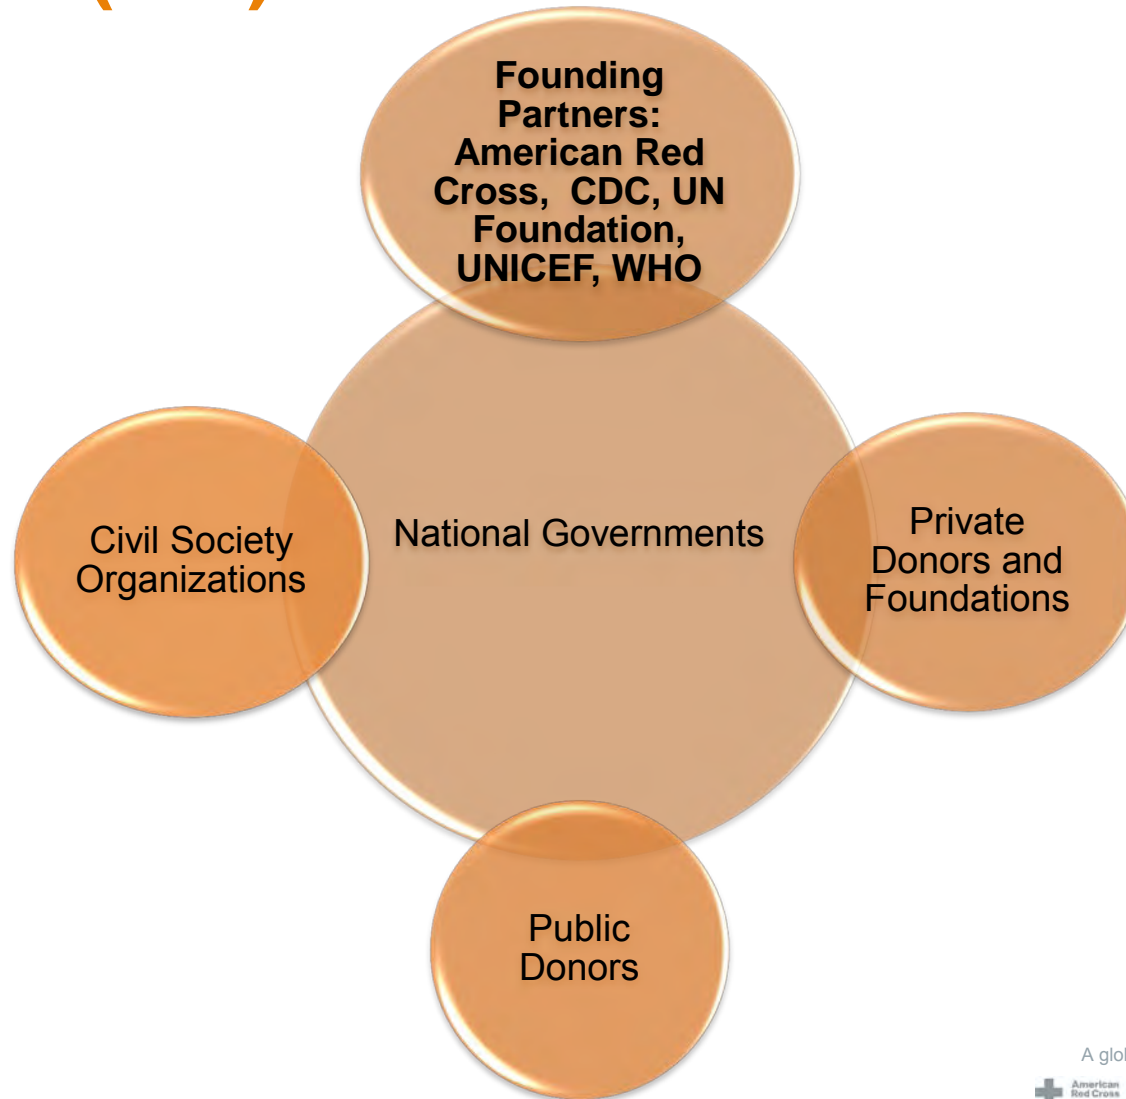 Founding
Partners:
American Red
Cross, CDC, UN
Foundation,
UNICEF, WHO
Civil Society
Organizations
National Governments
Private
Donors and
Foundations
Public
Donors
A glo
American
Red Cross